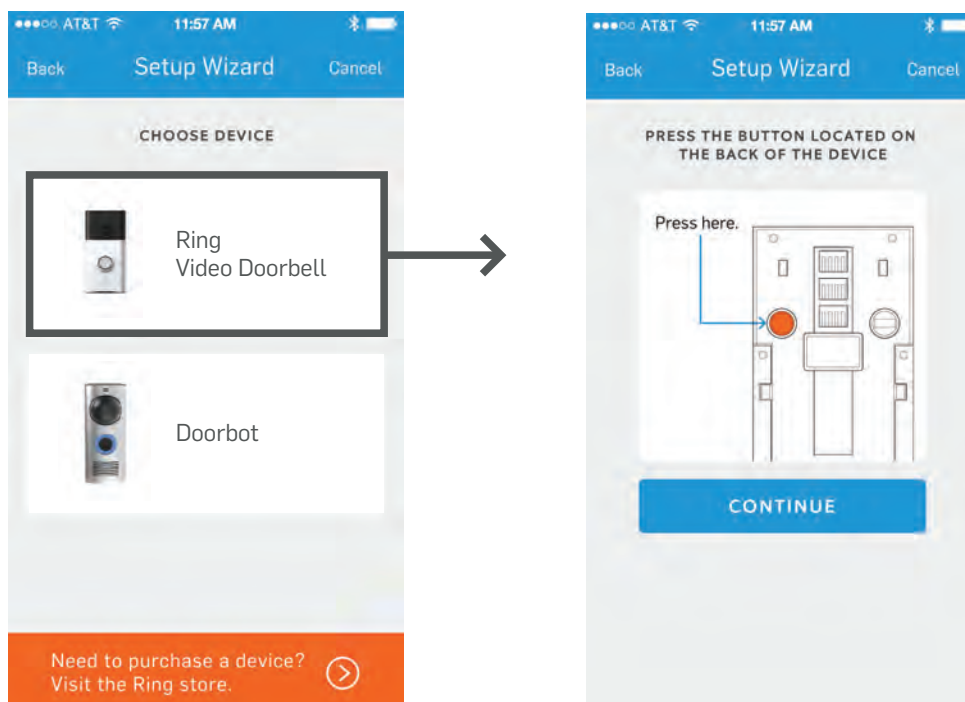 AT&T 11:57 AM
Back Setup Wizard Cancel
CHOOSE DEVICE
Ring
Video Doorbell
Doorbot
Need to purchase a device?
Visit the Ring store.
AT&T 11:57 AM
Back Setup Wizard Cancel
PRESS THE BUTTON LOCATED ON
THE BACK OF THE DEVICE
Press here.
CONTINUE